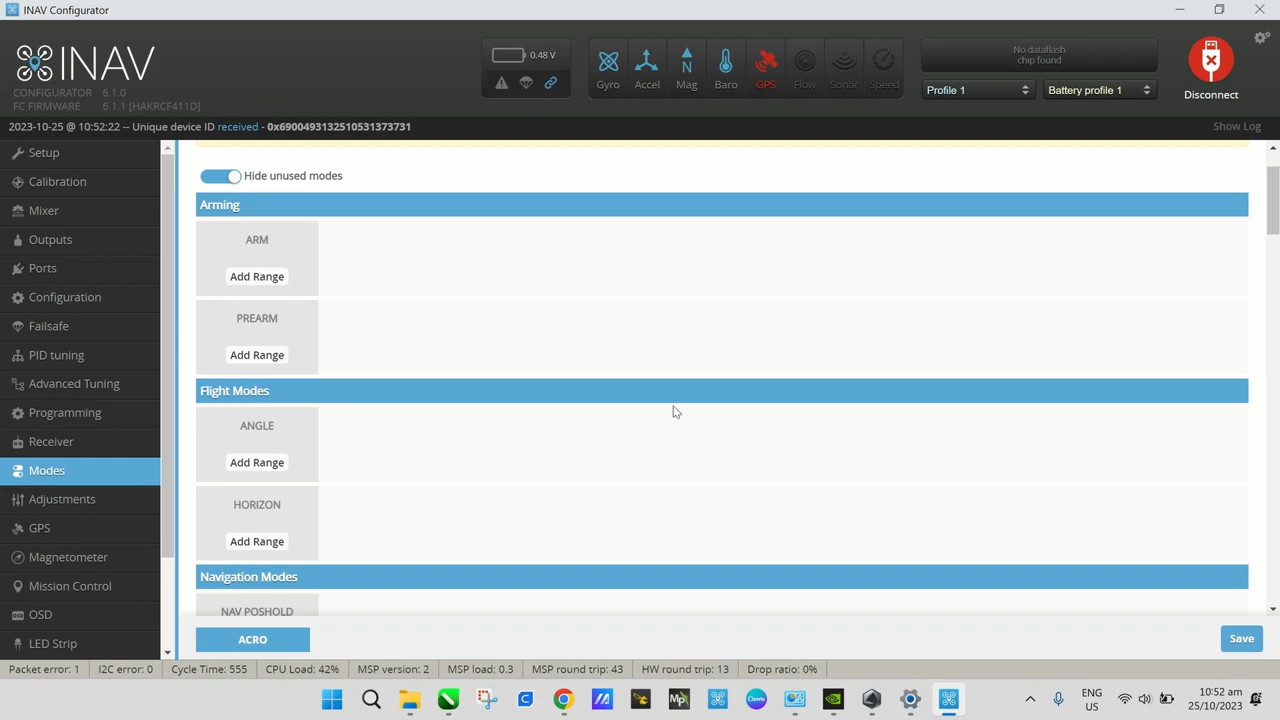 INAV Configurator
INAV
CONFIGURATOR 6.1.0
FC FIRMWARE 6.1.1 [HAKRCF411D]
0.48 V
Gyro Accel Mag Baro GPS Flow Sonar Speed
No dataflash
chip found
Profile 1
Battery profile 1
Disconnect
2023-10-25 @ 10:52:22 -- Unique device ID received - 0x6900493132510531373731
Show Log
Setup
Calibration
Mixer
Outputs
Ports
Configuration
Failsafe
PID tuning
Advanced Tuning
Programming
Receiver
Modes
Adjustments
GPS
Magnetometer
Mission Control
OSD
LED Strip
Hide unused modes
Arming
ARM
Add Range
PREARM
Add Range
Flight Modes
ANGLE
Add Range
HORIZON
Add Range
Navigation Modes
NAV POSHOLD
ACRO
Save
Packet error: 1 I2C error: 0 Cycle Time: 555 CPU Load: 42% MSP version: 2 MSP load: 0.3 MSP round trip: 43 HW round trip: 13 Drop ratio: 0%
ENG
US
10:52 am
25/10/2023